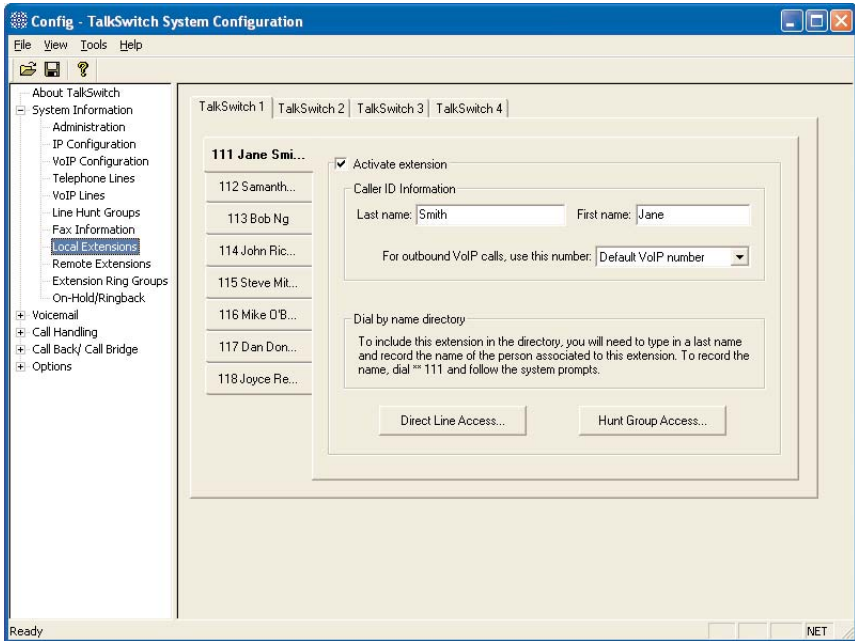 Config - TalkSwitch System Configuration
File View Tools Help
About TalkSwitch
System Information
Administration
IP Configuration
VoIP Configuration
Telephone Lines
VoIP Lines
Line Hunt Groups
Fax Information
Local Extensions
Remote Extensions
Extension Ring Groups
On-Hold/Ringback
Voicemail
Call Handling
Call Back/ Call Bridge
Options
TalkSwitch 1 TalkSwitch 2 TalkSwitch 3 TalkSwitch 4
111 Jane Smi...
112 Samanth...
113 Bob Ng
114 John Ric...
115 Steve Mit...
116 Mike O'B...
117 Dan Don...
118 Joyce Re...
Activate extension
Caller ID Information
Last name: Smith First name: Jane
For outbound VoIP calls, use this number: Default VoIP number
Dial by name directory
To include this extension in the directory, you will need to type in a last name
and record the name of the person associated to this extension. To record the
name, dial ** 111 and follow the system prompts.
Direct Line Access... Hunt Group Access...
Ready NET